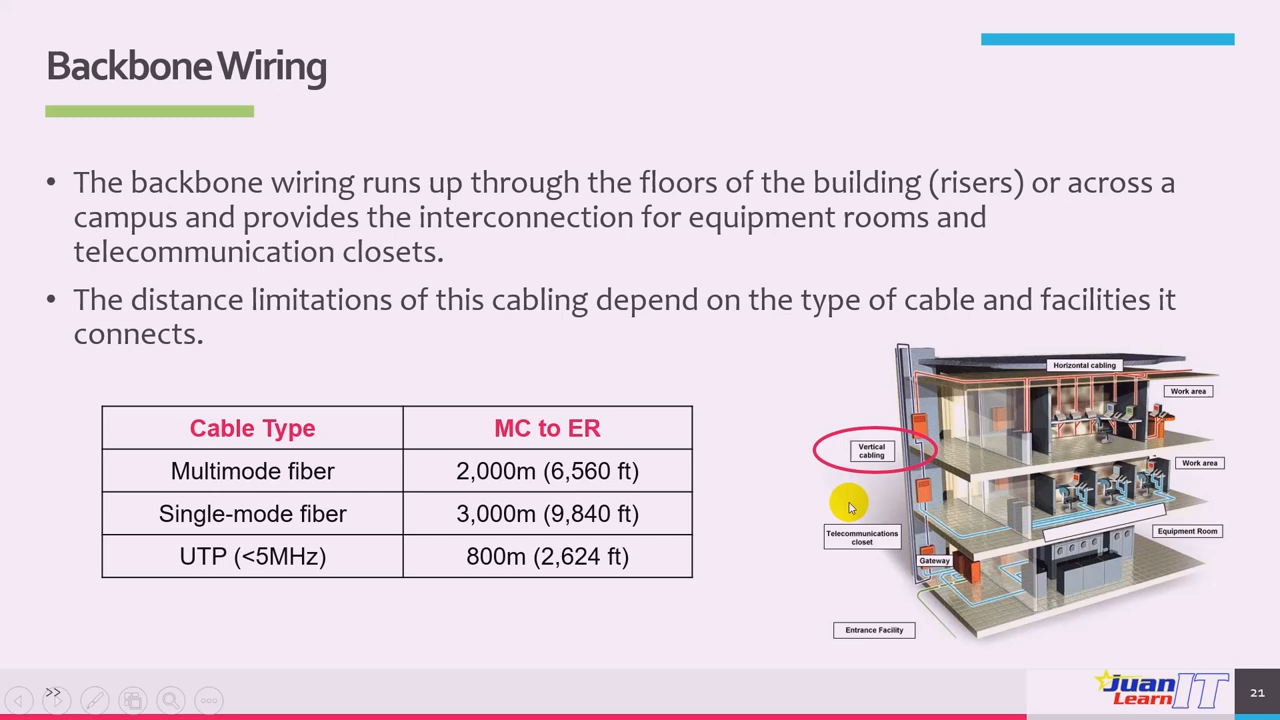 Backbone Wiring
• The backbone wiring runs up through the floors of the building (risers) or across a
campus and provides the interconnection for equipment rooms and
telecommunication closets.
• The distance limitations of this cabling depend on the type of cable and facilities it
connects.
Cable Type MC to ER
Multimode fiber 2,000m (6,560 ft)
Single-mode fiber 3,000m (9,840 ft)
UTP (<5MHz) 800m (2,624 ft)
Horizontal cabling
Work area
Vertical
cabling
Work area
Telecommunications
closet
Equipment Room
Gateway
Entrance Facility
>>
Juan
Learn IT
21